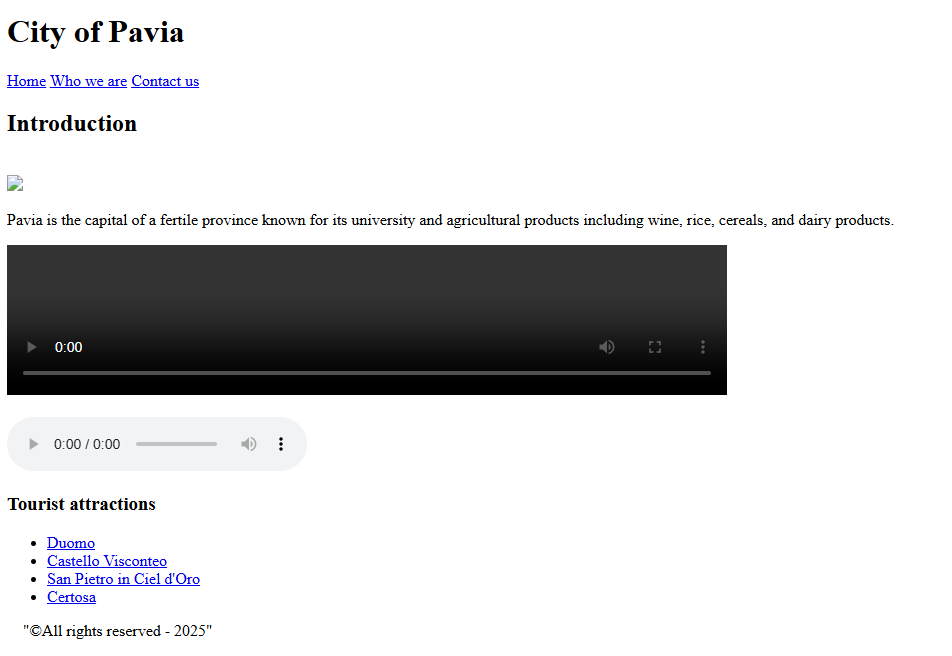 City of Pavia
Home Who we are Contact us
Introduction
Pavia is the capital of a fertile province known for its university and agricultural products including wine, rice, cereals, and dairy products.
0:00
0:00 / 0:00
Tourist attractions
Duomo
Castello Visconteo
San Pietro in Ciel d'Oro
Certosa
"©All rights reserved - 2025"